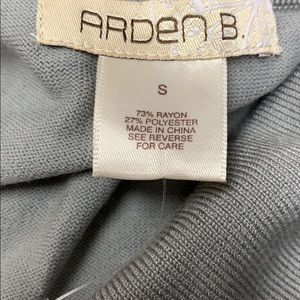 ARDEN B.
S
73% RAYON
27% POLYESTER
MADE IN CHINA
SEE REVERSE
FOR CARE